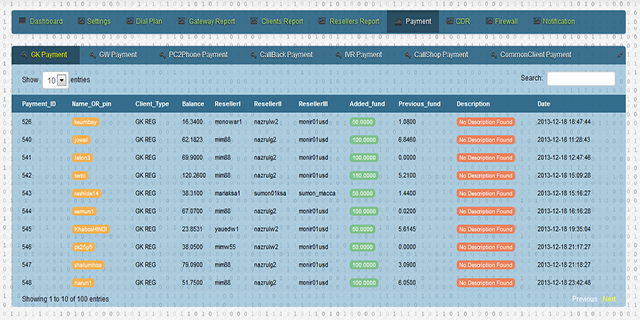 Dashboard Settings Dial Plan Gateway Report Clients Report Resellers Report Payment CDR Firewall Notification
GK Payment GW Payment PC2Phone Payment CallBack Payment IVR Payment CallShop Payment CommonClient Payment
Show 10 entries Search:
Payment_ID Name_OR_pin Client_Type Balance ResellerI ResellerII ResellerIII Added_fund Previous_fund Description Date
526 GK REG 16.3400 monowar1 nazrulw2 monir01usd 50.0000 1.0800 No Description Found 2013-12-18 18:47:44
540 GK REG 62.1823 mim88 nazrulg2 monir01usd 100.0000 6.8460 No Description Found 2013-12-18 11:28:43
541 GK REG 69.9000 mim88 nazrulg2 monir01usd 100.0000 0.0000 No Description Found 2013-12-18 12:47:46
542 GK REG 120.2600 mim88 nazrulg2 monir01usd 150.0000 5.2100 No Description Found 2013-12-18 15:09:28
543 rashida14 GK REG 38.3100 mariaksa1 sumon01ksa sumon_macca 50.0000 1.4400 No Description Found 2013-12-18 15:16:27
544 GK REG 67.0700 mim88 nazrulg2 monir01usd 100.0000 0.0200 No Description Found 2013-12-18 16:16:28
545 GK REG 23.8531 yauedw1 nazrulw2 monir01usd 50.0000 5.6145 No Description Found 2013-12-18 19:35:04
546 GK REG 38.0500 mimw55 nazrulw2 monir01usd 50.0000 0.0000 No Description Found 2013-12-18 21:17:27
547 GK REG 79.0900 mim88 nazrulg2 monir01usd 100.0000 3.0900 No Description Found 2013-12-18 21:18:27
548 harun1 GK REG 51.7500 mim88 nazrulg2 monir01usd 100.0000 6.0500 No Description Found 2013-12-18 23:42:48
Showing 1 to 10 of 100 entries Previous Next